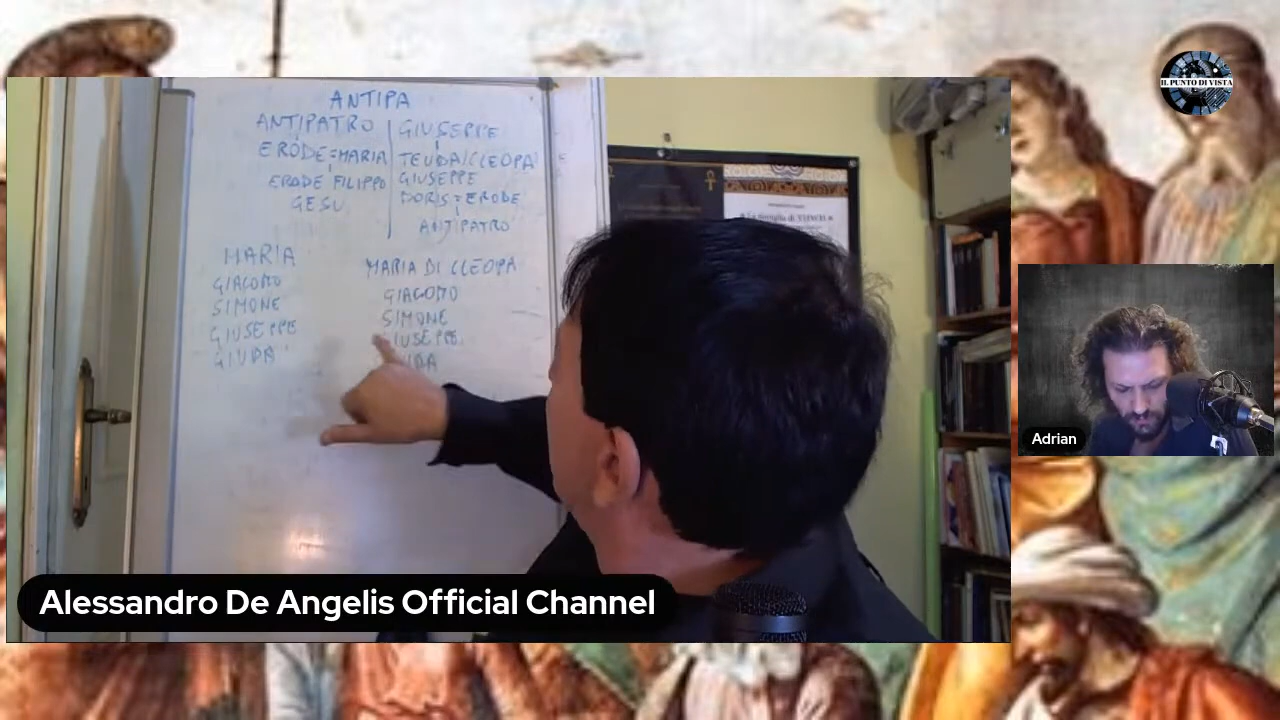 IL PUNTO DI VISTA
ANTIPA
ANTIPATRO
ERODE=MARIA
ERODE FILIPPO
GESU
GIUSEPPE
TEUDA/CLEOPA
GIUSEPPE
DORIS=ERODE
ANTIPATRO
MARIA
GIACOMO
SIMONE
GIUSEPPE
GIUDA
MARIA DI CLEOPA
GIACOMO
SIMONE
GIUSEPPE
Adrian
Alessandro De Angelis Official Channel